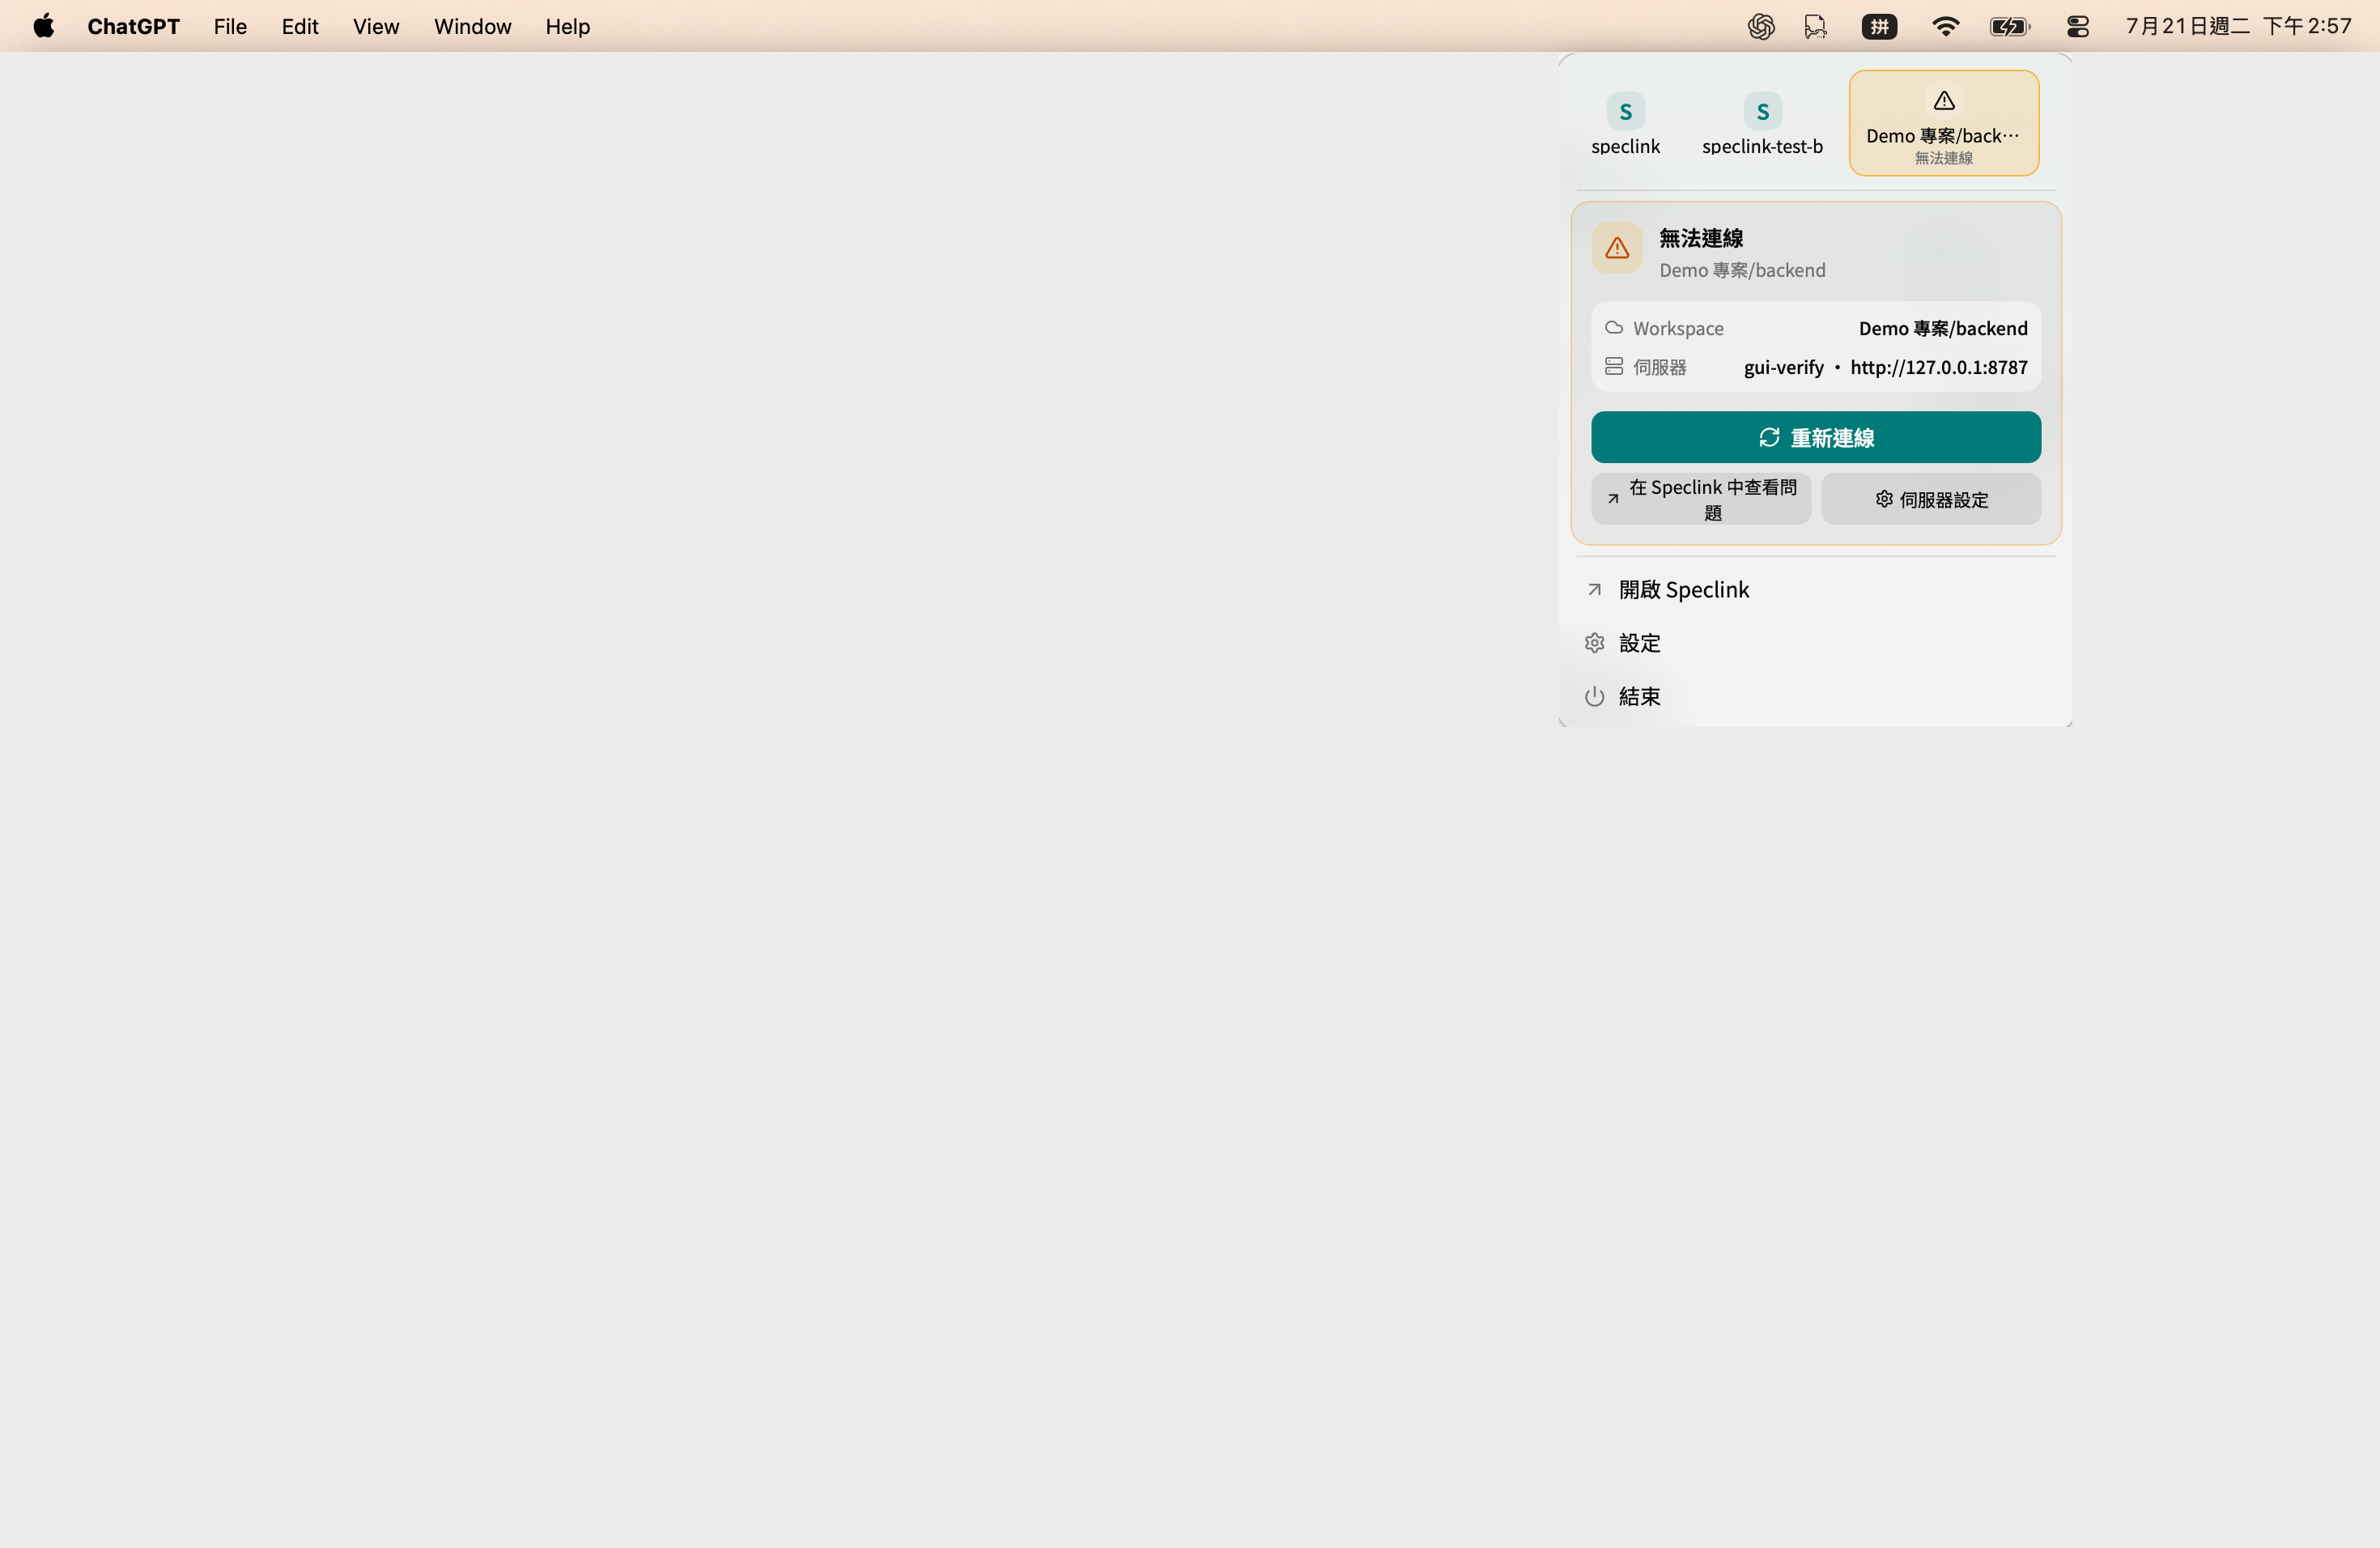 ChatGPT File Edit View Window Help 拼 7月21日週二 下午2:57
S S
speclink speclink-test-b Demo 專案/back…
無法連線
無法連線
Demo 專案/backend
Workspace Demo 專案/backend
伺服器 gui-verify • http://127.0.0.1:8787
重新連線
在 Speclink 中查看問
題
伺服器設定
開啟 Speclink
設定
結束